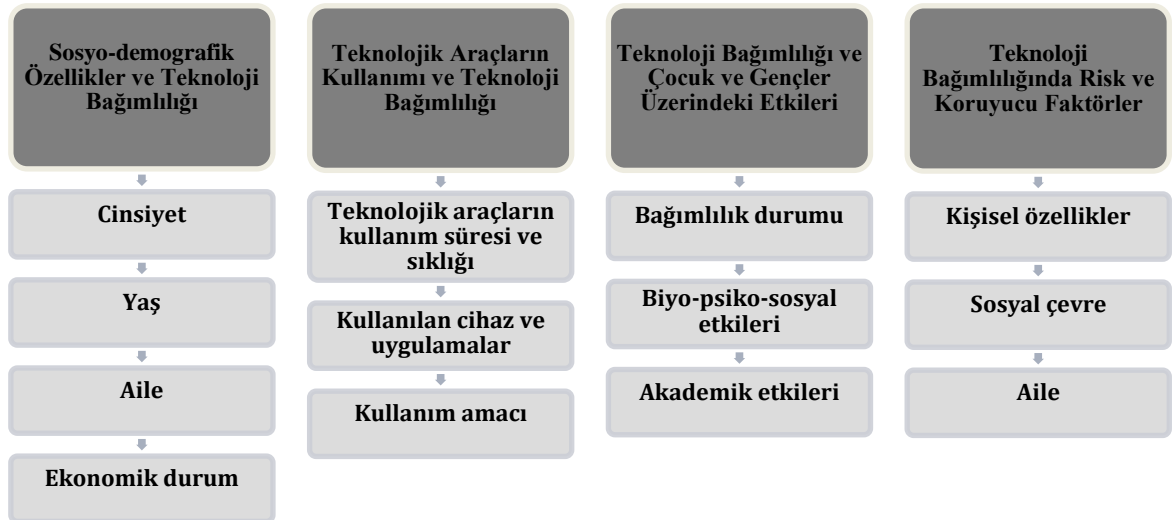 Sosyo-demografik
Özellikler ve Teknoloji
Bağımlılığı
Cinsiyet
Yaş
Aile
Ekonomik durum
Teknolojik Araçların
Kullanımı ve Teknoloji
Bağımlılığı
Teknolojik araçların
kullanım süresi ve
sıklığı
Kullanılan cihaz ve
uygulamalar
Kullanım amacı
Teknoloji Bağımlılığı ve
Çocuk ve Gençler
Üzerindeki Etkileri
Bağımlılık durumu
Biyo-psiko-sosyal
etkileri
Akademik etkileri
Teknoloji
Bağımlılığında Risk ve
Koruyucu Faktörler
Kişisel özellikler
Sosyal çevre
Aile